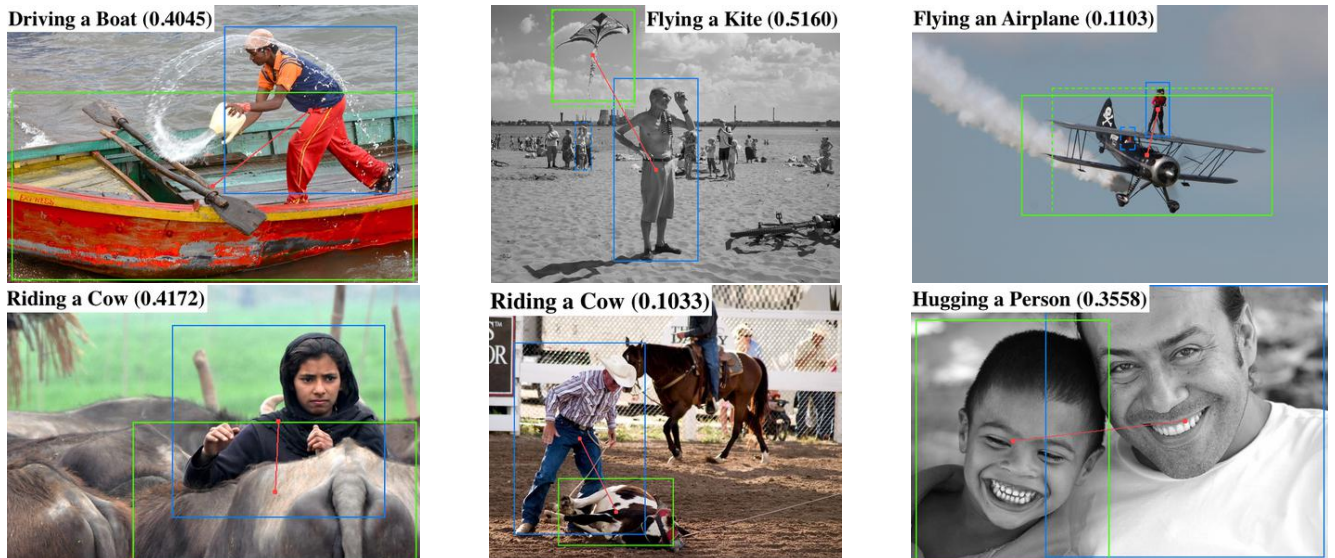 Driving a Boat (0.4045)
Flying a Kite (0.5160)
Flying an Airplane (0.1103)
Riding a Cow (0.4172)
Riding a Cow (0.1033)
Hugging a Person (0.3558)